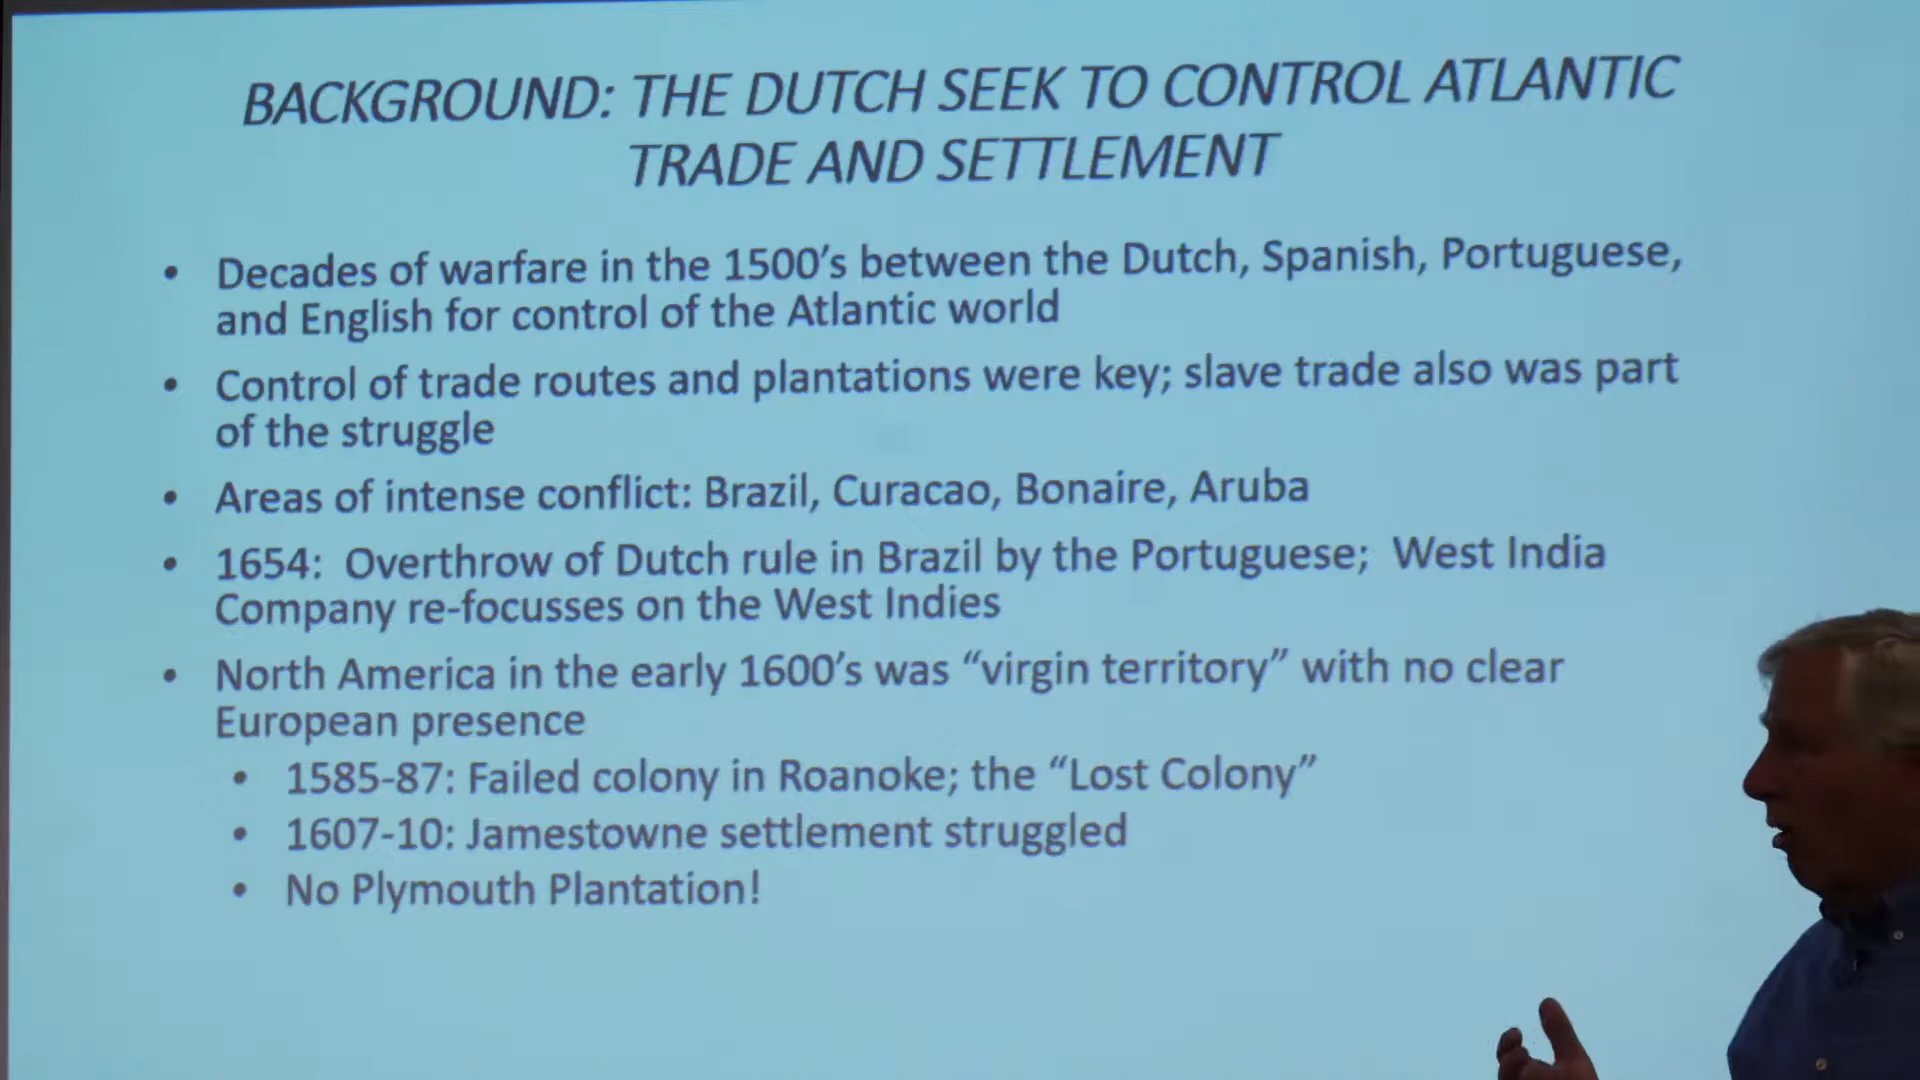 BACKGROUND: THE DUTCH SEEK TO CONTROL ATLANTIC
TRADE AND SETTLEMENT
• Decades of warfare in the 1500's between the Dutch, Spanish, Portuguese,
and English for control of the Atlantic world
• Control of trade routes and plantations were key; slave trade also was part
of the struggle
• Areas of intense conflict: Brazil, Curacao, Bonaire, Aruba
• 1654: Overthrow of Dutch rule in Brazil by the Portuguese; West India
Company re-focusses on the West Indies
• North America in the early 1600's was “virgin territory” with no clear
European presence
• 1585-87: Failed colony in Roanoke; the “Lost Colony”
• 1607-10: Jamestowne settlement struggled
• No Plymouth Plantation!